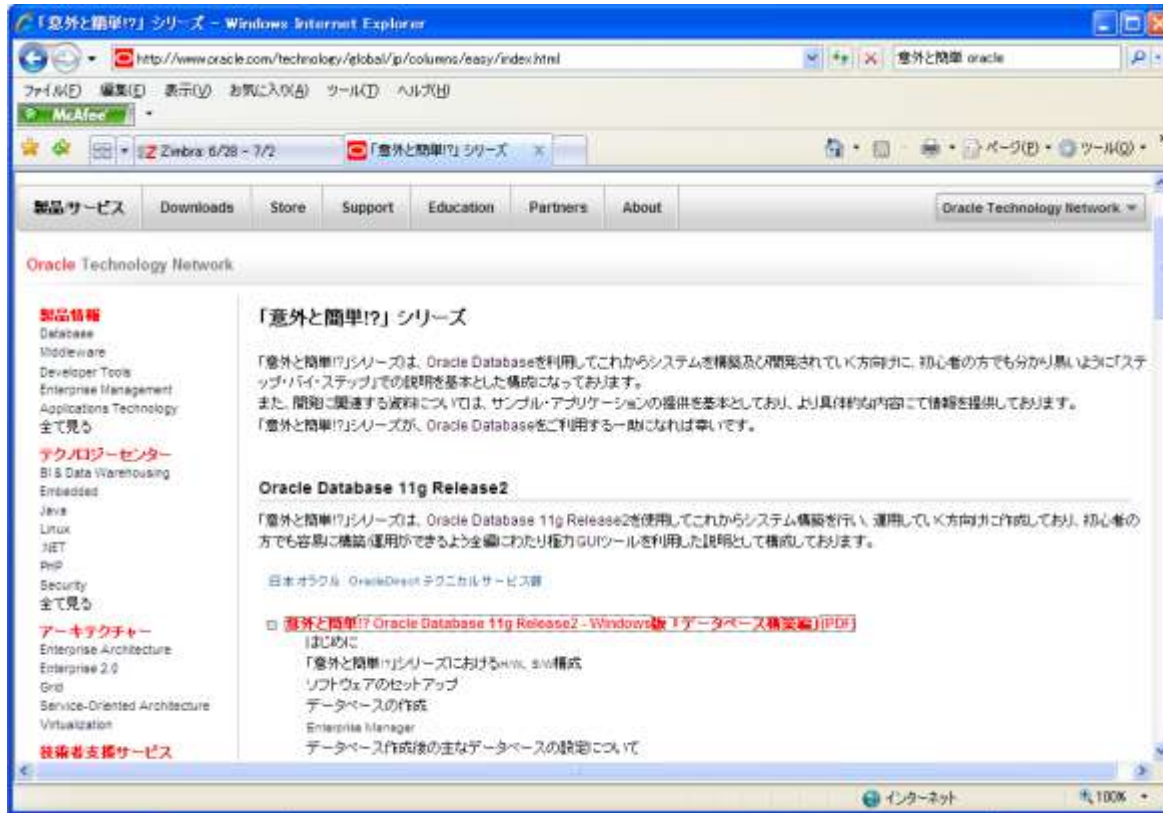 「意外と簡単!?」シリーズ - Windows Internet Explorer
http://www.oracle.com/technology/global/jp/columns/easy/index.html
意外と簡単 oracle
ファイル(F) 編集(E) 表示(V) お気に入り(A) ツール(T) ヘルプ(H)
McAfee
Zimbra: 6/28 - 7/2
「意外と簡単!?」シリーズ
ページ(P) ツール(O)
製品/サービス Downloads Store Support Education Partners About
Oracle Technology Network
Oracle Technology Network
製品情報
Database
Middleware
Developer Tools
Enterprise Management
Applications Technology
全て見る
テクノロジーセンター
BI & Data Warehousing
Embedded
Java
Linux
.NET
PHP
Security
全て見る
アーキテクチャー
Enterprise Architecture
Enterprise 2.0
Grid
Service-Oriented Architecture
Virtualization
技術者支援サービス
「意外と簡単!?」シリーズ
「意外と簡単!?」シリーズは、Oracle Databaseを利用してこれからシステムを構築及び開発されていく方向けに、初心者の方でも分かり易いように「ステ
ップ・バイ・ステップ」での説明を基本とした構成になっております。
また、開発に関連する資料については、サンプル・アプリケーションの提供を基本としており、より具体的な内容にて情報を提供しております。
「意外と簡単!?」シリーズが、Oracle Databaseをご利用する一助になれば幸いです。
Oracle Database 11g Release2
「意外と簡単!?」シリーズは、Oracle Database 11g Release2を使用してこれからシステム構築を行い、運用していく方向けに作成しており、初心者の
方でも容易に構築/運用ができるよう全編にわたり極力GUIツールを利用した説明として構成しております。
日本オラクル OracleDirect テクニカルサービス部
意外と簡単!? Oracle Database 11g Release2 - Windows版 『データベース構築編』(PDF)
はじめに
「意外と簡単!?」シリーズにおけるH/W、S/W構成
ソフトウェアのセットアップ
データベースの作成
Enterprise Manager
データベース作成後の主なデータベースの設定について
インターネット
100%